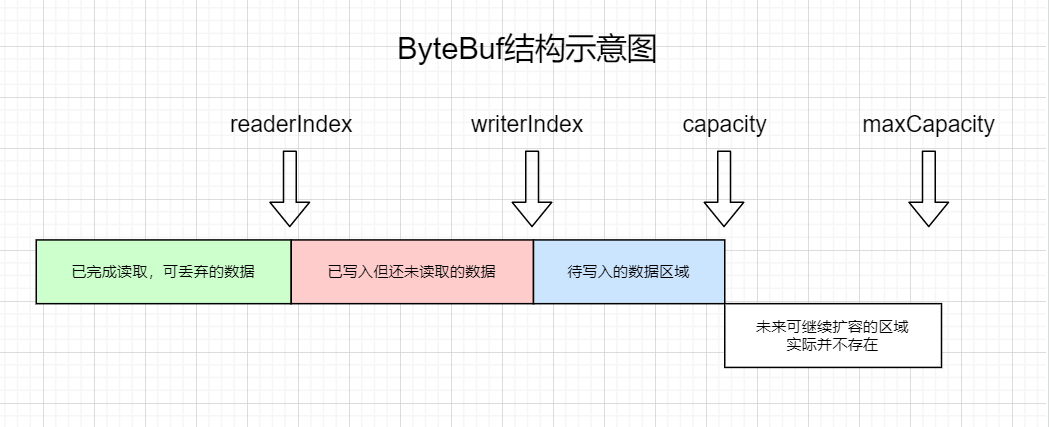 ByteBuf结构示意图
readerIndex
writerIndex
capacity
maxCapacity
已完成读取，可丢弃的数据
已写入但还未读取的数据
待写入的数据区域
未来可继续扩容的区域
实际并不存在